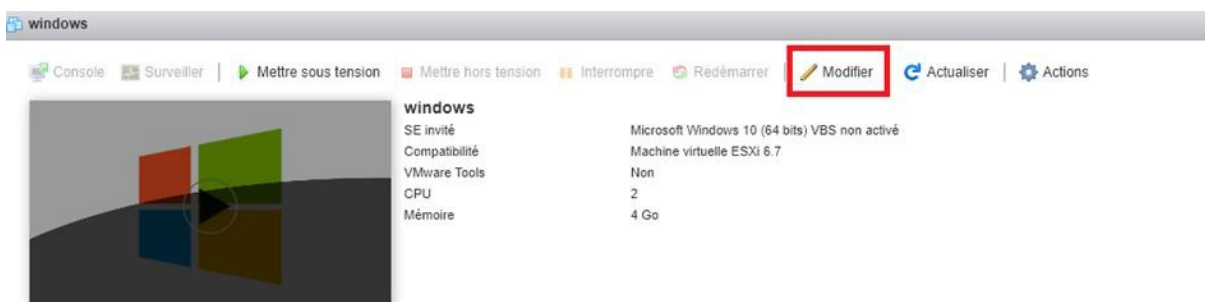 windows
Console Surveiller Mettre sous tension Mettre hors tension Interrompre Redémarrer Modifier Actualiser Actions
windows
SE invité Microsoft Windows 10 (64 bits) VBS non activé
Compatibilité Machine virtuelle ESXi 6.7
VMware Tools Non
CPU 2
Mémoire 4 Go